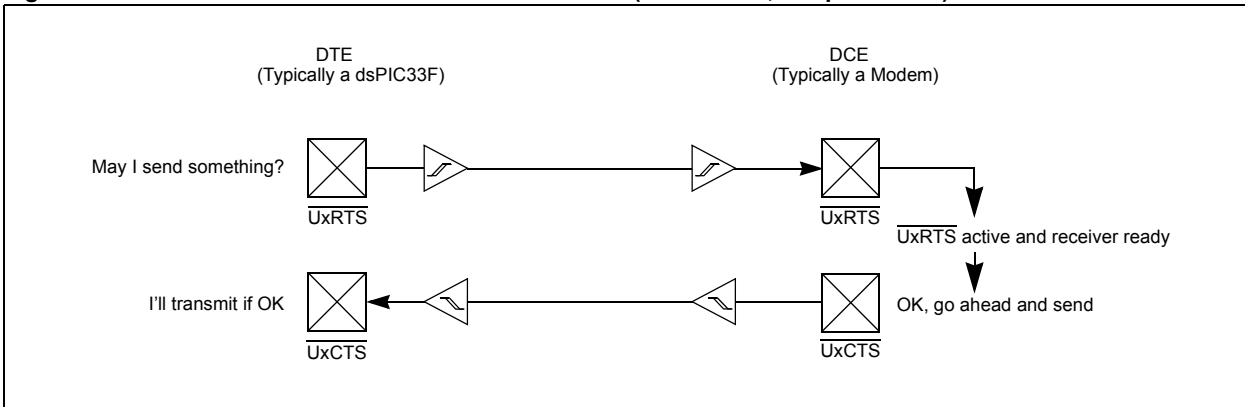 DTE
(Typically a dsPIC33F)
DCE
(Typically a Modem)
May I send something?
UxRTS
UxRTS
UxRTS active and receiver ready
I'll transmit if OK
OK, go ahead and send
UxCTS
UxCTS